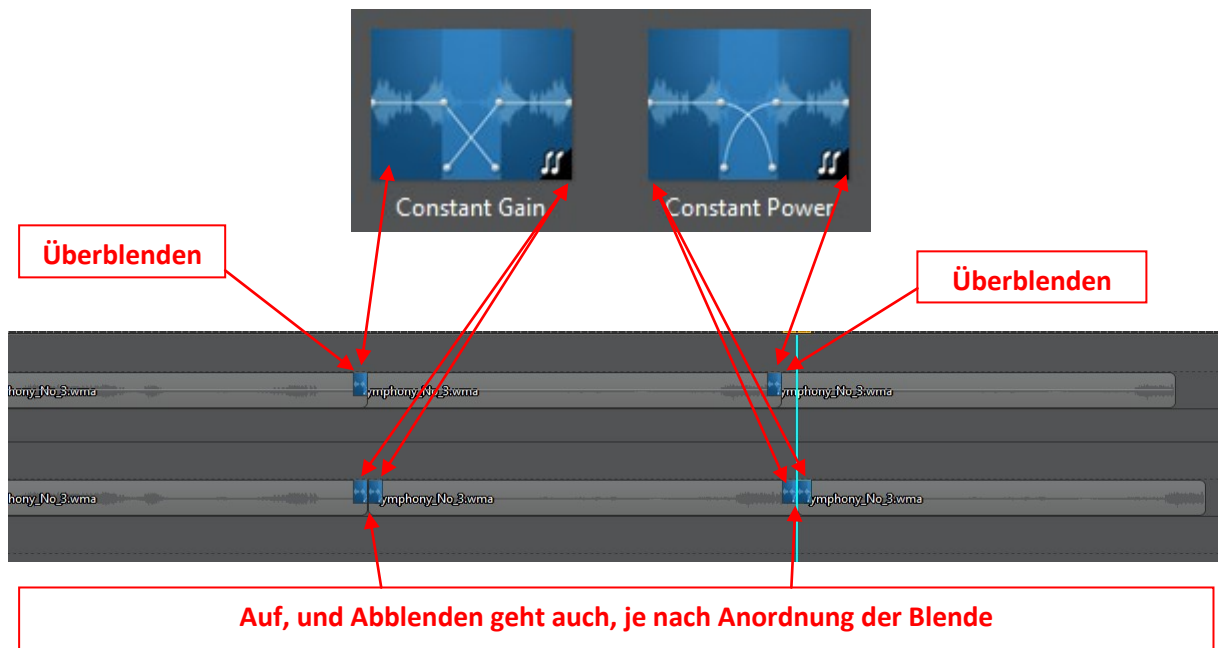 Constant Gain
Constant Power
Überblenden
Überblenden
hony_No_3.wma
ymphony_No_3.wma
ymphony_No_3.wma
hony_No_3.wma
ymphony_No_3.wma
ymphony_No_3.wma
Auf, und Abblenden geht auch, je nach Anordnung der Blende